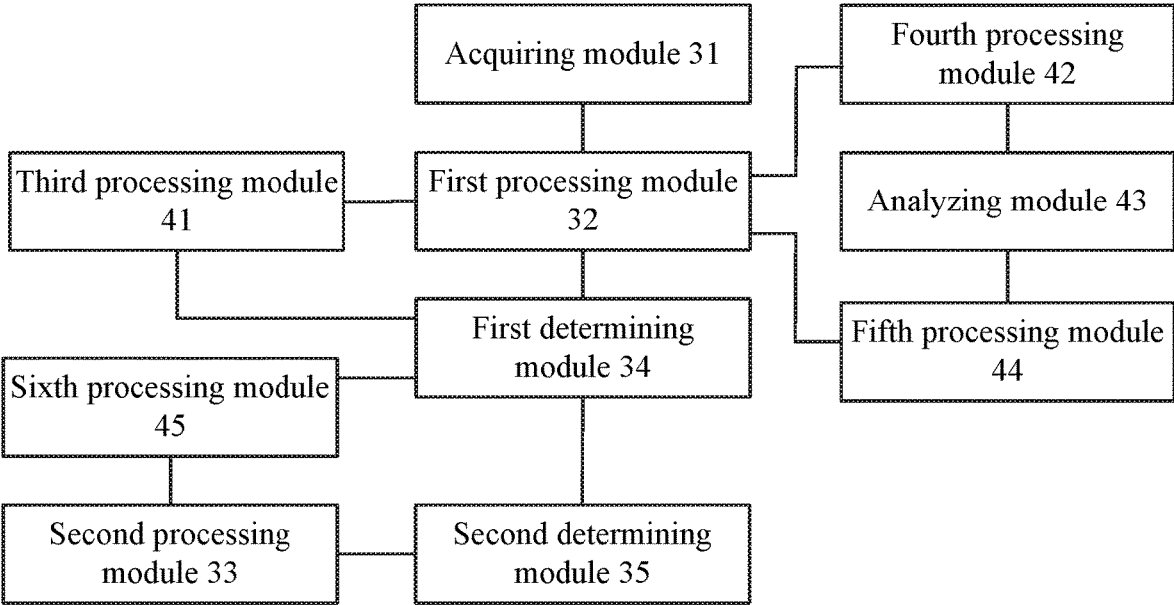 Acquiring module 31
Fourth processing
module 42
Third processing module
41
First processing module
32
Analyzing module 43
First determining
module 34
Fifth processing module
44
Sixth processing module
45
Second processing
module 33
Second determining
module 35